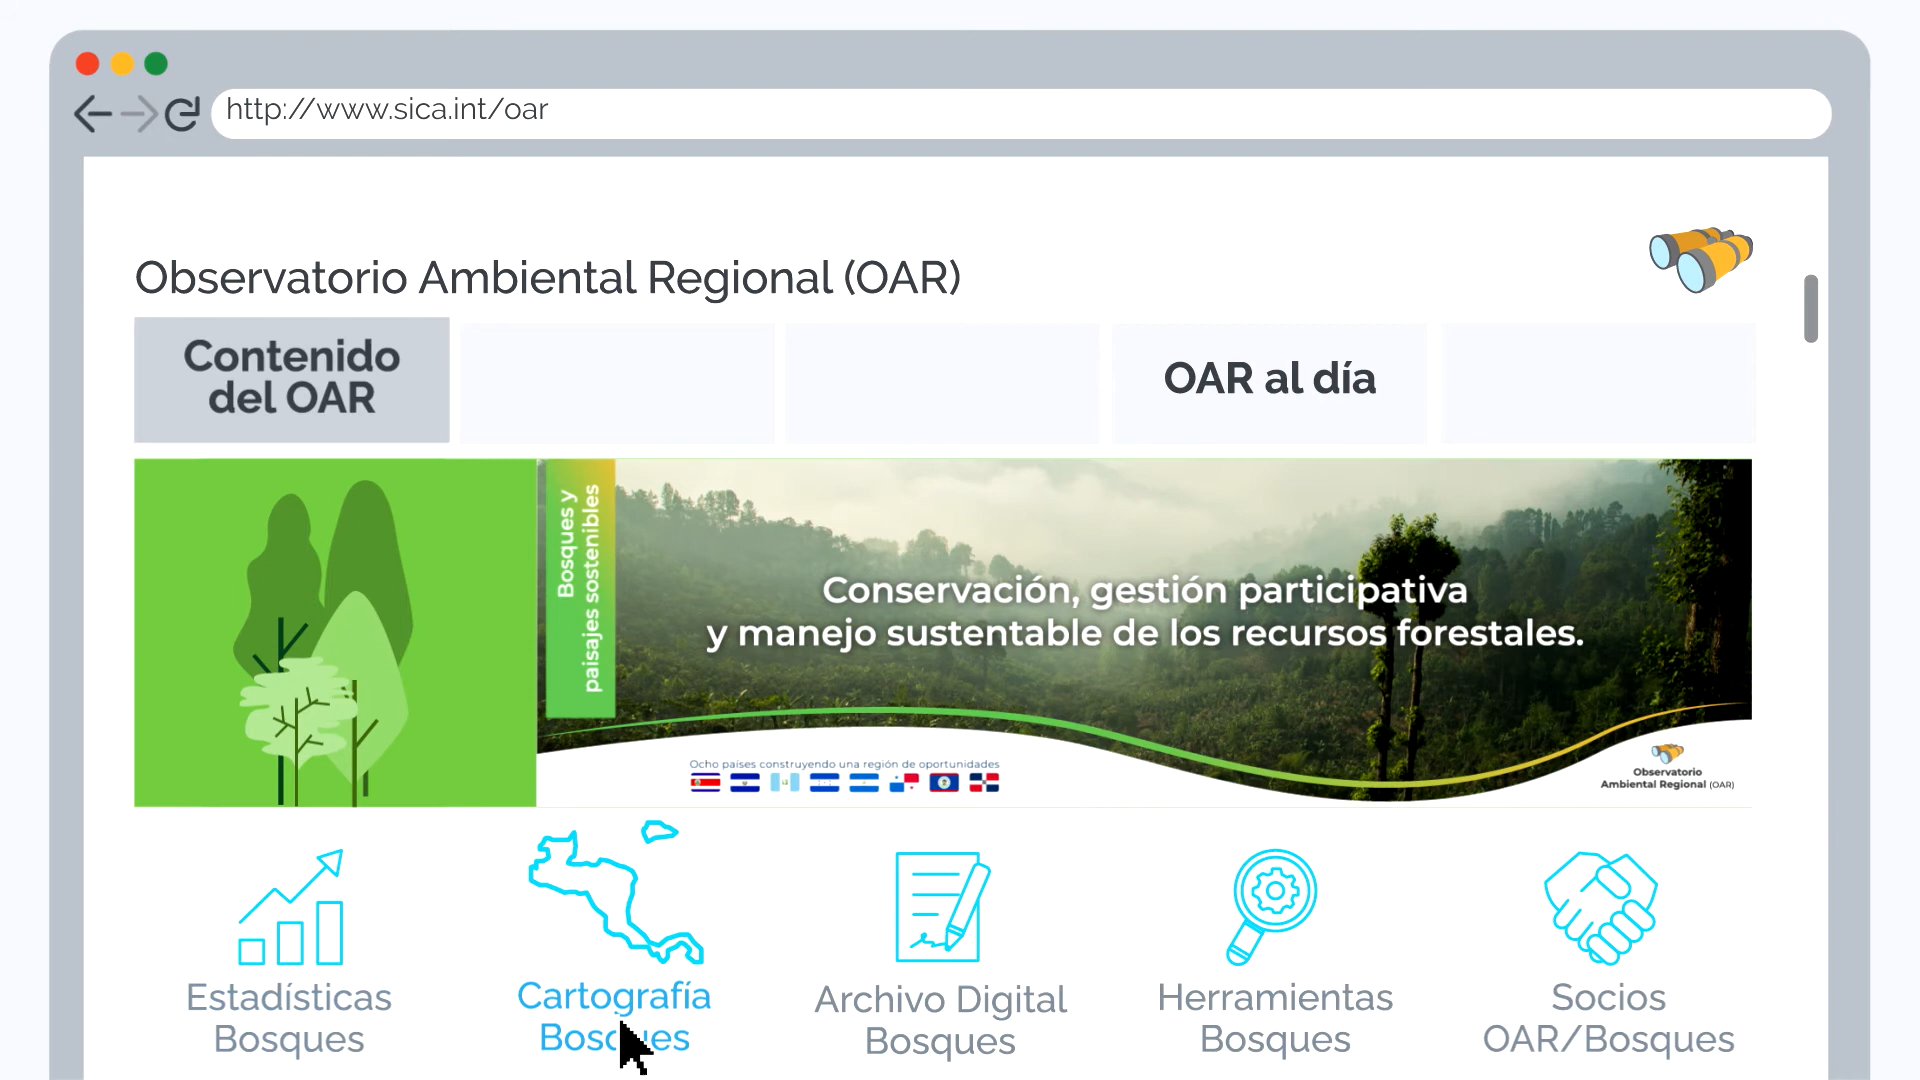 http://www.sica.int/oar
Observatorio Ambiental Regional (OAR)
Contenido
del OAR
OAR al día
Bosques y
paisajes sostenibles
Conservación, gestión participativa
y manejo sustentable de los recursos forestales.
Ocho países construyendo una región de oportunidades
Observatorio
Ambiental Regional (OAR)
Estadísticas
Bosques
Cartografía
Bosques
Archivo Digital
Bosques
Herramientas
Bosques
Socios
OAR/Bosques